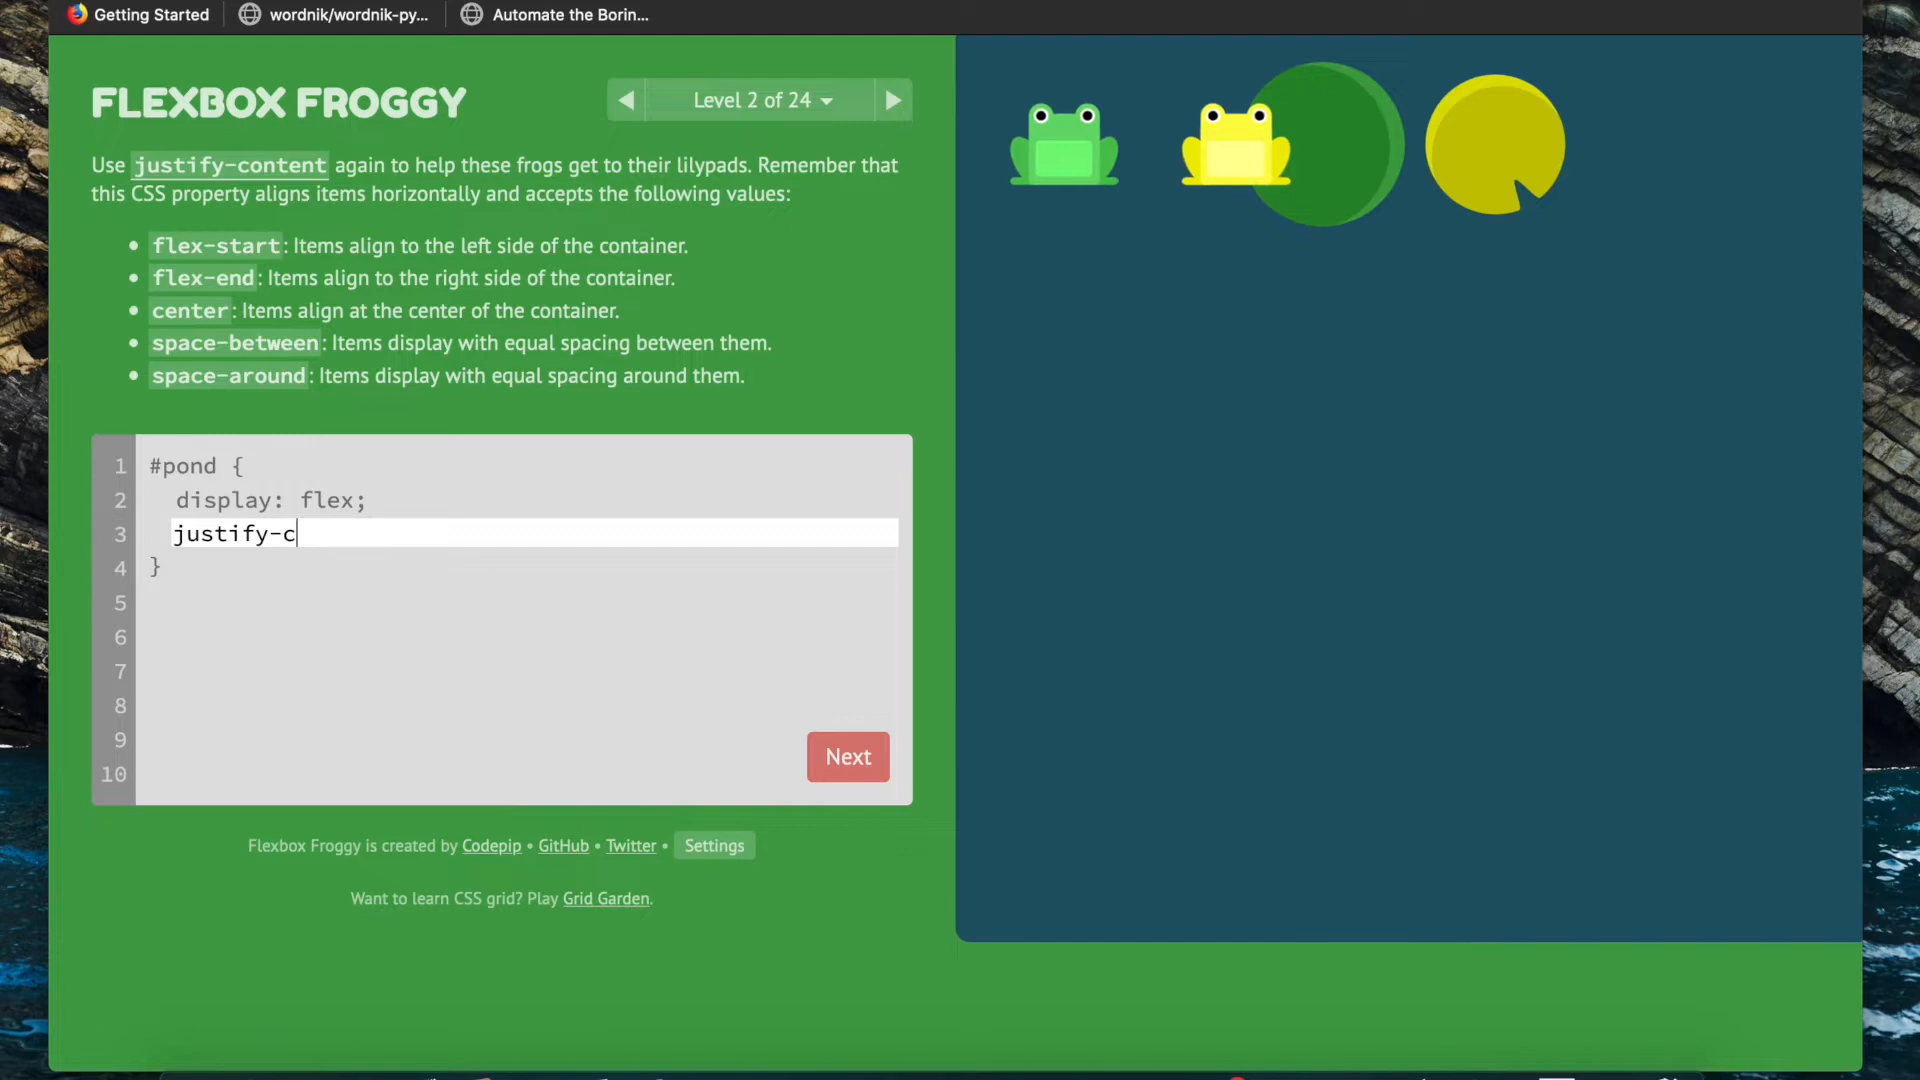 Getting Started
wordnik/wordnik-py...
Automate the Borin...
FLEXBOX FROGGY
Level 2 of 24
Use justify-content again to help these frogs get to their lilypads. Remember that
this CSS property aligns items horizontally and accepts the following values:
flex-start: Items align to the left side of the container.
flex-end: Items align to the right side of the container.
center: Items align at the center of the container.
space-between: Items display with equal spacing between them.
space-around: Items display with equal spacing around them.
1 #pond {
2 display: flex;
3 justify-c
4 }
5
6
7
8
9
10
Next
Flexbox Froggy is created by Codepip • GitHub • Twitter • Settings
Want to learn CSS grid? Play Grid Garden.